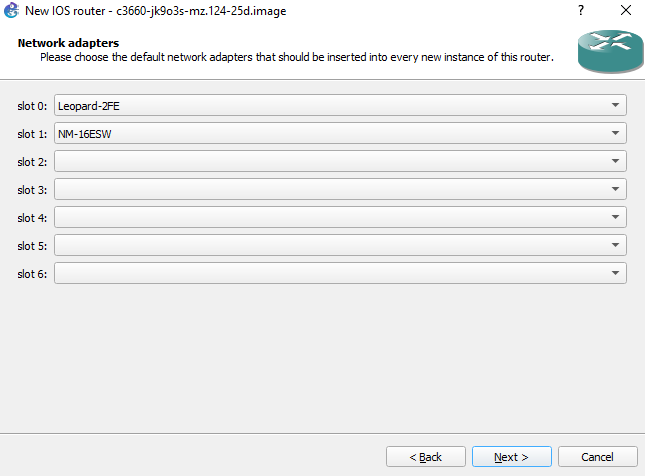 New IOS router - c3660-jk9o3s-mz.124-25d.image
Network adapters
Please choose the default network adapters that should be inserted into every new instance of this router.
slot 0: Leopard-2FE
slot 1: NM-16ESW
slot 2:
slot 3:
slot 4:
slot 5:
slot 6:
< Back Next > Cancel